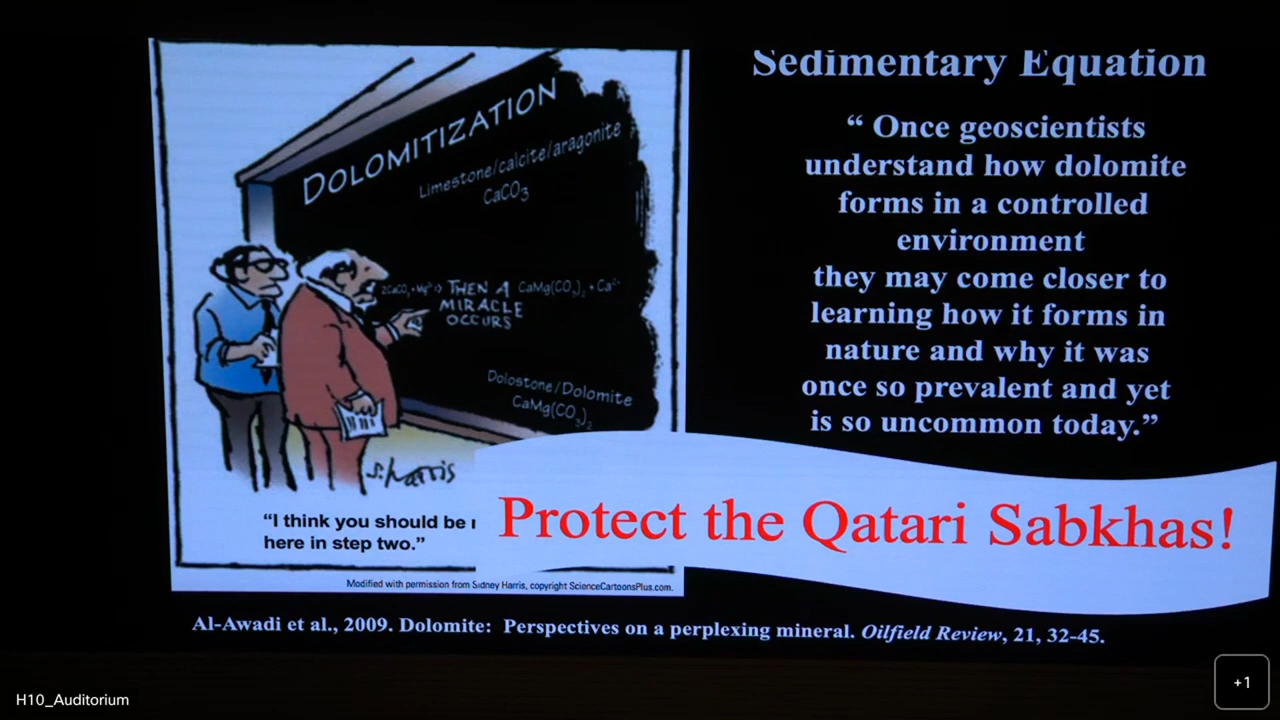 Sedimentary Equation
DOLOMITIZATION
Limestone/calcite/aragonite
CaCO₃
2CaCO₃ + Mg²⁺ ⇨ THEN A CaMg(CO₃)₂ + Ca²⁺
MIRACLE
OCCURS
Dolostone/Dolomite
CaMg(CO₃)₂
S. Harris
“I think you should be
here in step two.”
Modified with permission from Sidney Harris, copyright ScienceCartoonsPlus.com.
“ Once geoscientists
understand how dolomite
forms in a controlled
environment
they may come closer to
learning how it forms in
nature and why it was
once so prevalent and yet
is so uncommon today.”
Protect the Qatari Sabkhas!
Al-Awadi et al., 2009. Dolomite: Perspectives on a perplexing mineral. Oilfield Review, 21, 32-45.
H10_Auditorium
+1